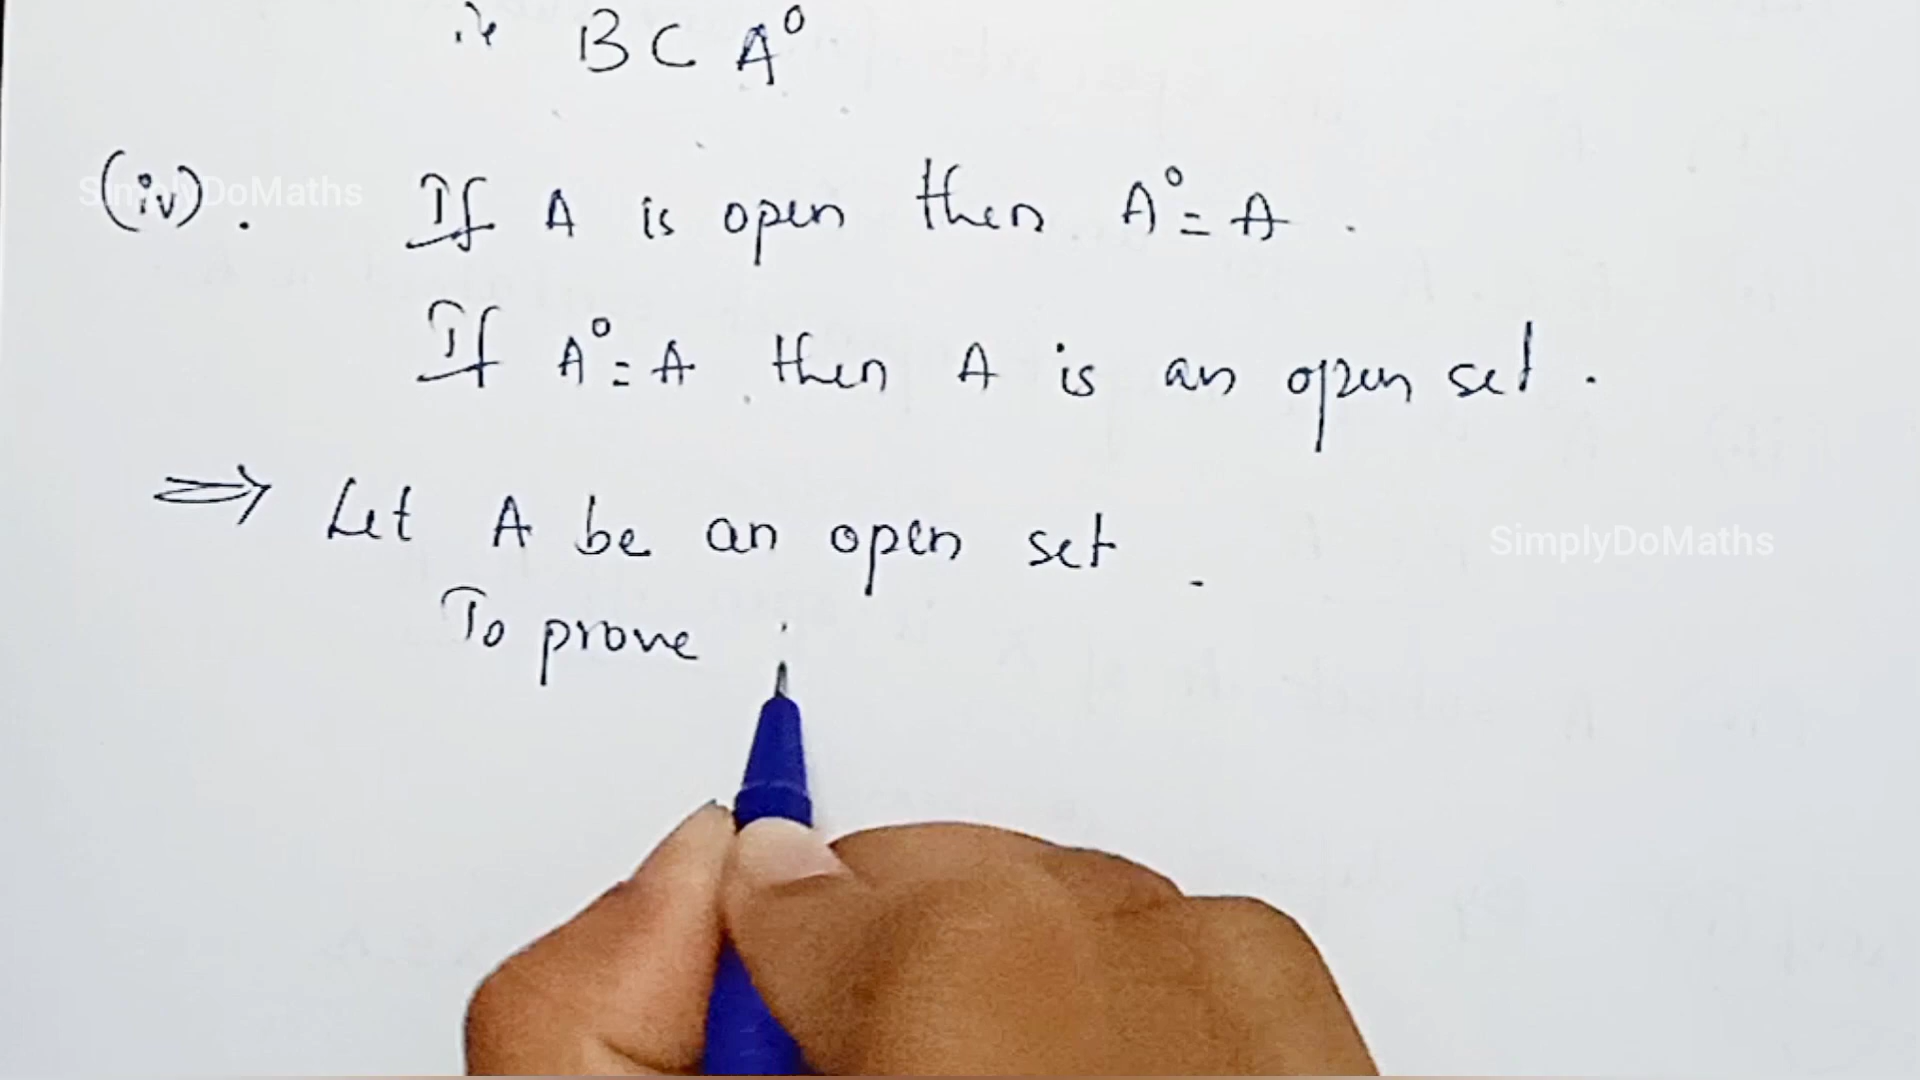 ie B ⊂ A°
(iv). If A is open then A° = A .
If A° = A then A is an open set .
⇒ Let A be an open set .
To prove :
SimplyDoMaths
SimplyDoMaths